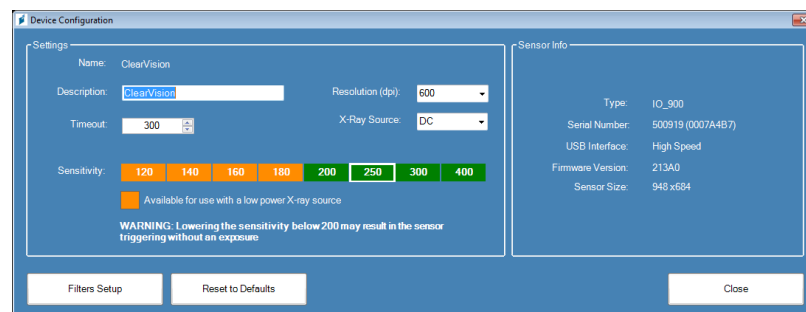 Device Configuration
Settings
Name: ClearVision
Description: ClearVision
Resolution (dpi): 600
Timeout: 300
X-Ray Source: DC
Sensitivity: 120 140 160 180 200 250 300 400
Available for use with a low power X-ray source
WARNING: Lowering the sensitivity below 200 may result in the sensor
triggering without an exposure
Sensor Info
Type: IO_900
Serial Number: 500919 (0007A4B7)
USB Interface: High Speed
Firmware Version: 213A0
Sensor Size: 948 x684
Filters Setup
Reset to Defaults
Close